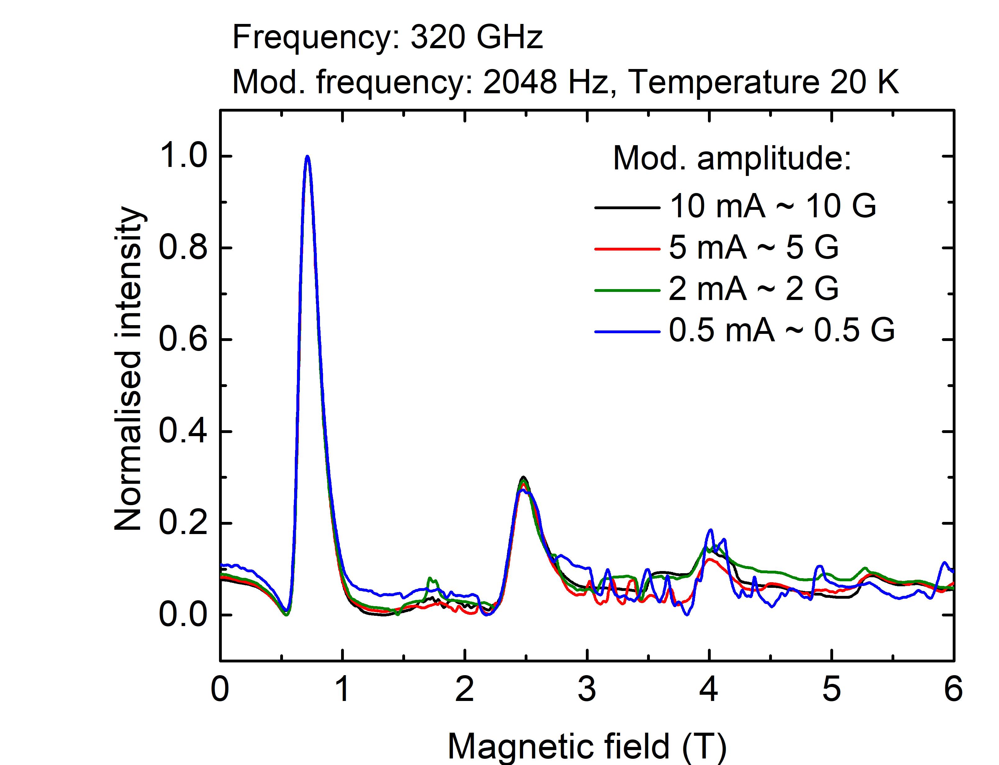 Frequency: 320 GHz
Mod. frequency: 2048 Hz, Temperature 20 K
Mod. amplitude:
10 mA ~ 10 G
5 mA ~ 5 G
2 mA ~ 2 G
0.5 mA ~ 0.5 G
Normalised intensity
1.0
0.8
0.6
0.4
0.2
0.0
0 1 2 3 4 5 6
Magnetic field (T)